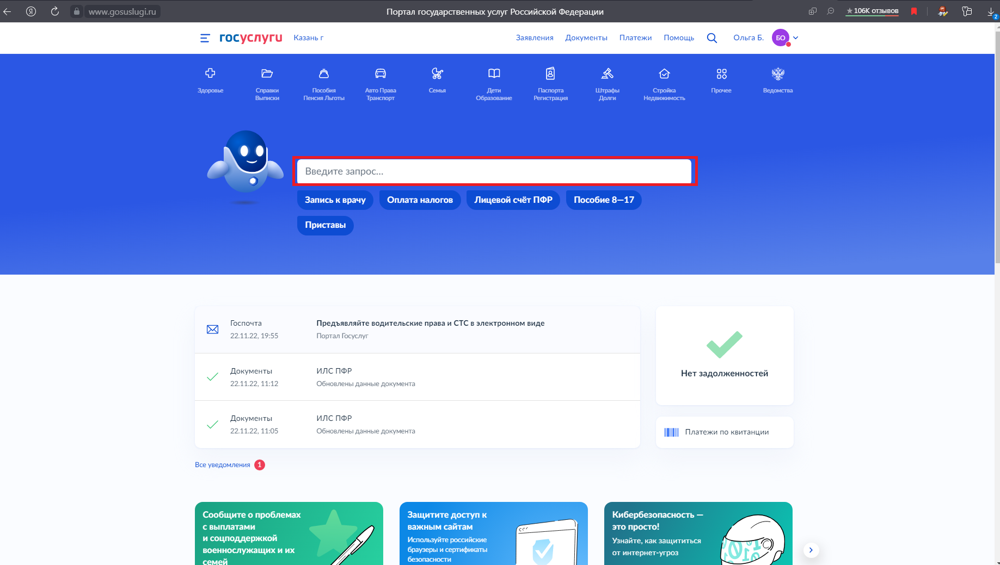 www.gosuslugi.ru
Портал государственных услуг Российской Федерации
★ 106K отзывов
2
госуслуги
Казань г
Заявления
Документы
Платежи
Помощь
Ольга Б.
БО
Здоровье
Справки
Выписки
Пособия
Пенсия Льготы
Авто Права
Транспорт
Семья
Дети
Образование
Паспорта
Регистрация
Штрафы
Долги
Стройка
Недвижимость
Прочее
Ведомства
Введите запрос...
Запись к врачу
Оплата налогов
Лицевой счёт ПФР
Пособие 8—17
Приставы
Госпочта
22.11.22, 19:55
Предъявляйте водительские права и СТС в электронном виде
Портал Госуслуг
Документы
22.11.22, 11:12
ИЛС ПФР
Обновлены данные документа
Документы
22.11.22, 11:05
ИЛС ПФР
Обновлены данные документа
Нет задолженностей
Платежи по квитанции
Все уведомления 1
Сообщите о проблемах
с выплатами
и соцподдержкой
военнослужащих и их
семей
Защитите доступ к
важным сайтам
Используйте российские
браузеры и сертификаты
безопасности
Кибербезопасность —
это просто!
Узнайте, как защититься
от интернет-угроз